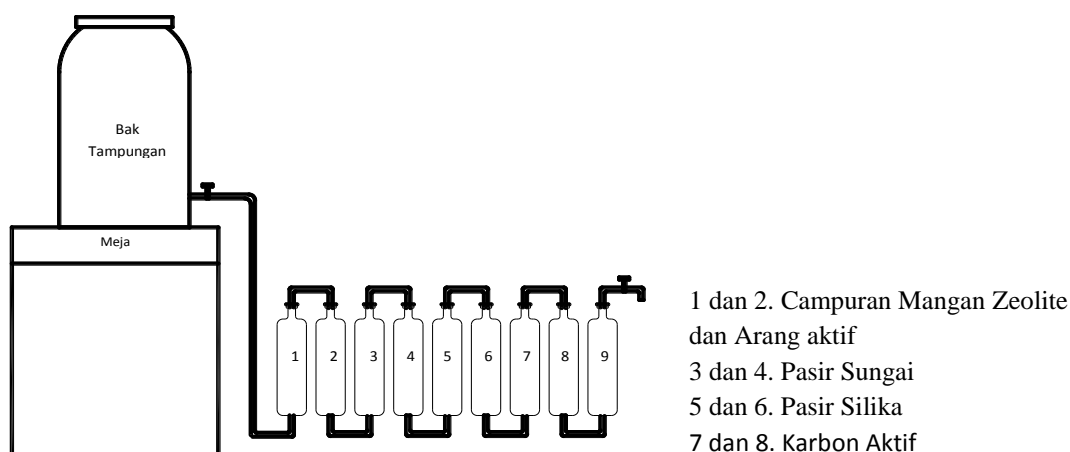 Bak
Tampungan
Meja
1 2 3 4 5 6 7 8 9
1 dan 2. Campuran Mangan Zeolite
dan Arang aktif
3 dan 4. Pasir Sungai
5 dan 6. Pasir Silika
7 dan 8. Karbon Aktif